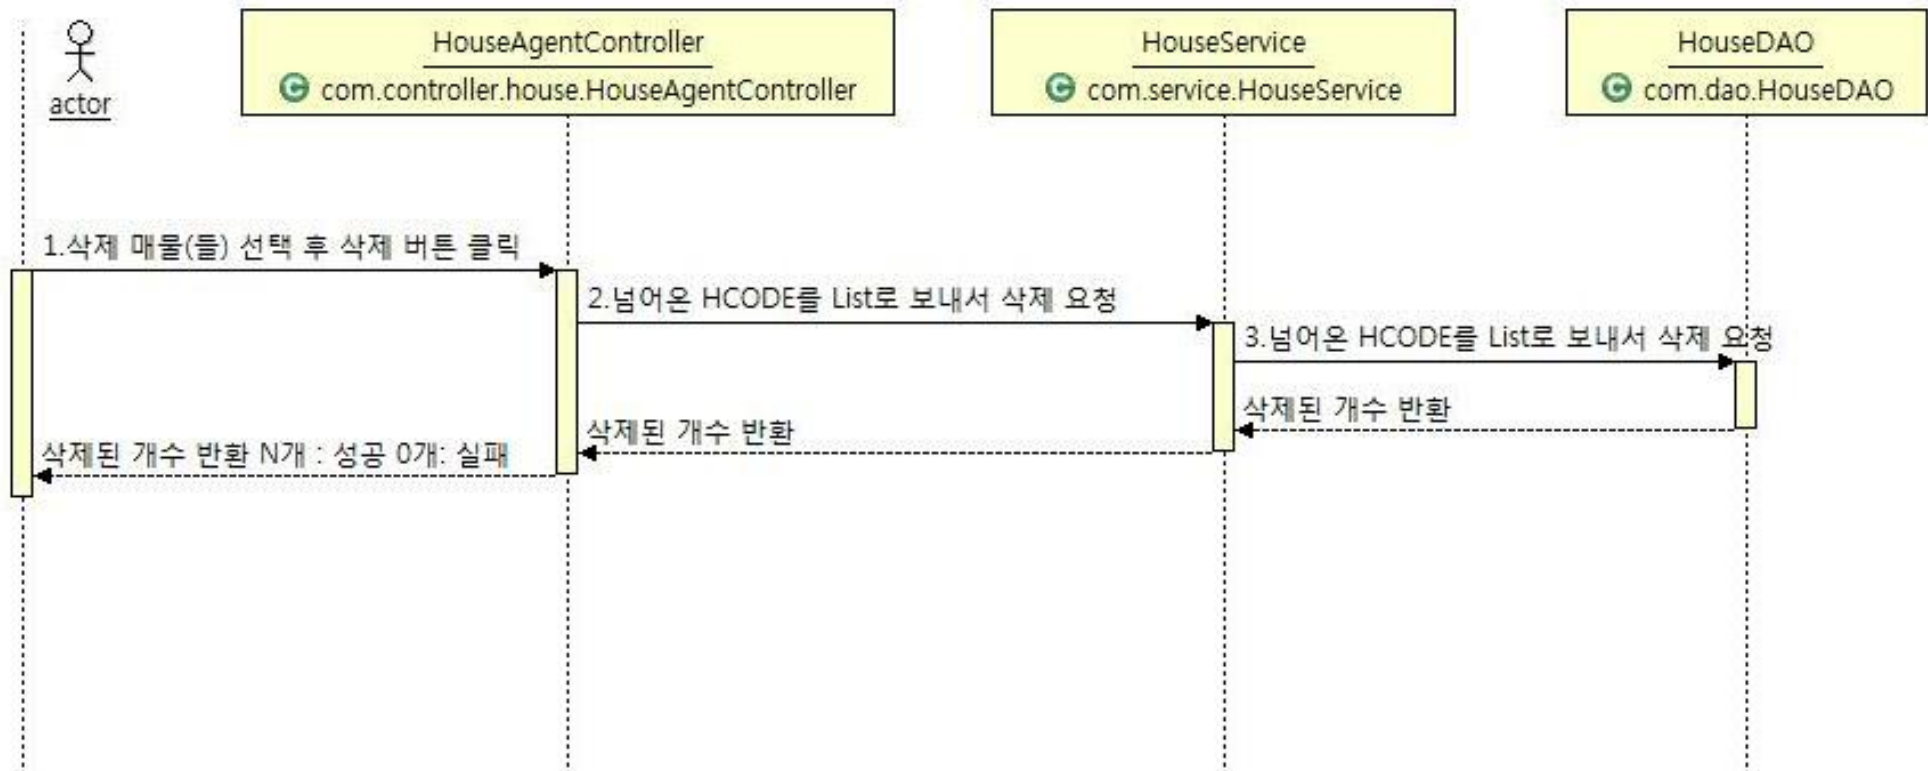 actor
HouseAgentController
com.controller.house.HouseAgentController
HouseService
com.service.HouseService
HouseDAO
com.dao.HouseDAO
1.삭제 매물(들) 선택 후 삭제 버튼 클릭
2.넘어온 HCODE를 List로 보내서 삭제 요청
3.넘어온 HCODE를 List로 보내서 삭제 요청
삭제된 개수 반환
삭제된 개수 반환
삭제된 개수 반환 N개 : 성공 0개: 실패